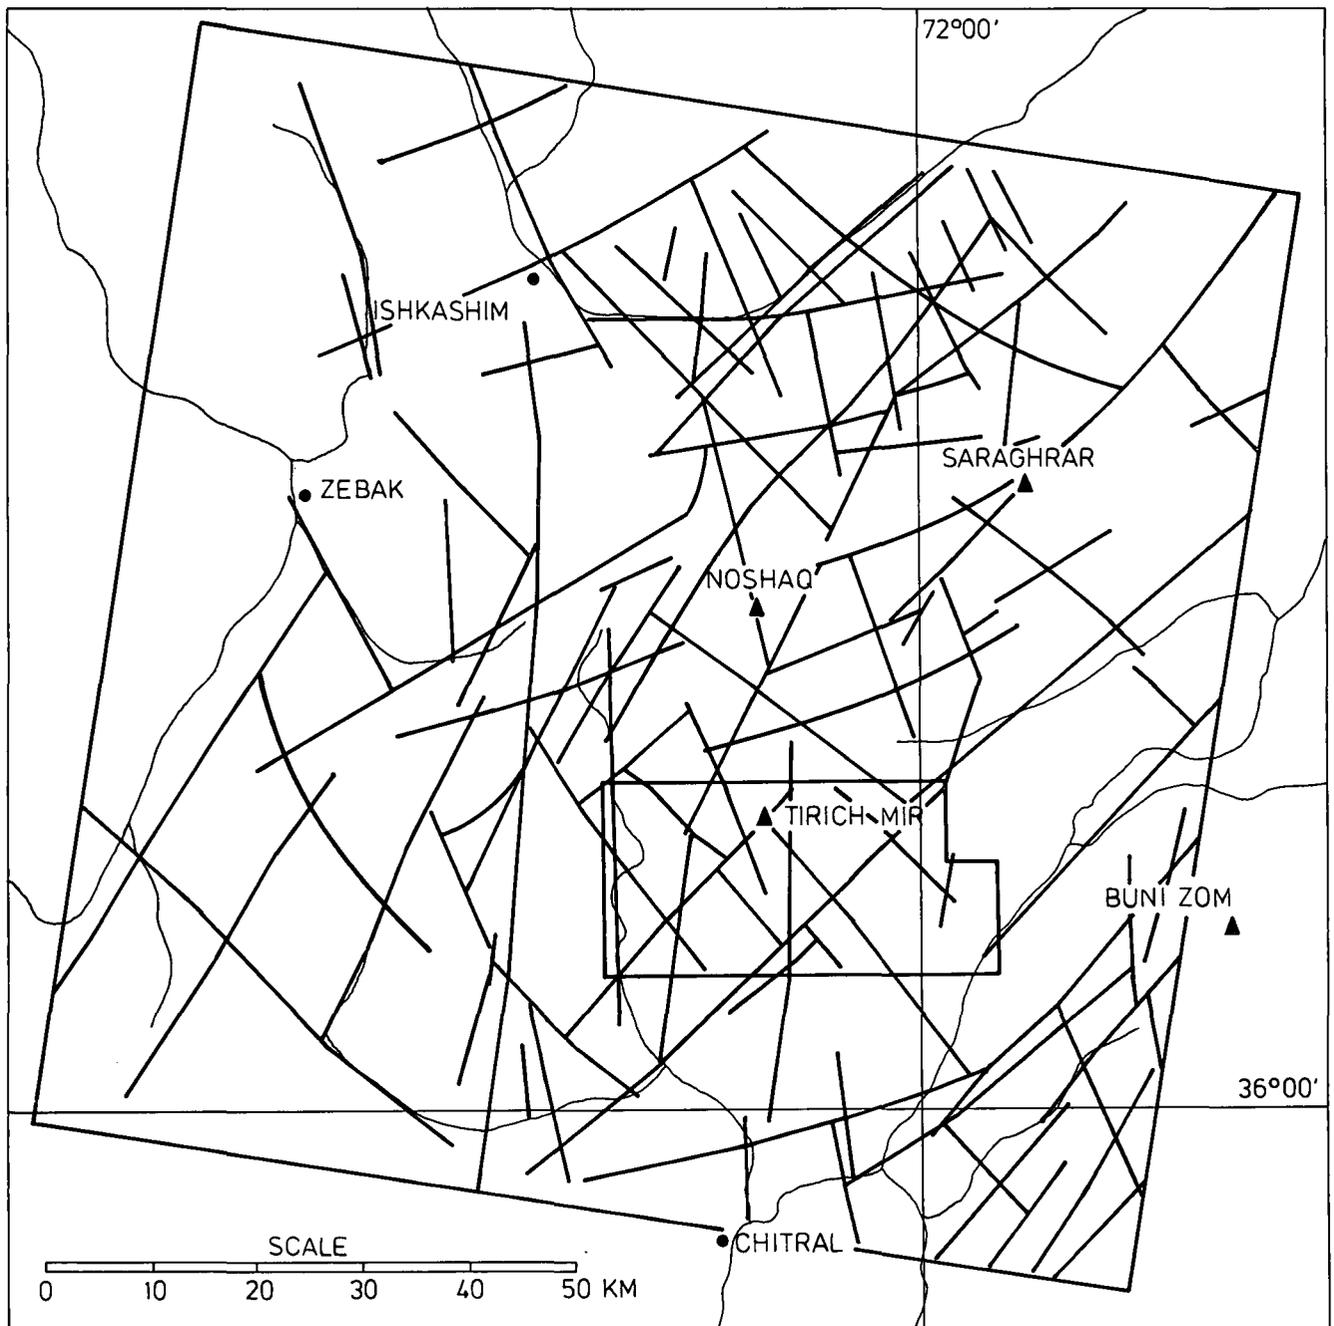 72°00'
ISHKASHIM
SARAGHRAR
ZEBAK
NOSHAQ
TIRICH MIR
BUNI ZOM
36°00'
CHITRAL
SCALE
0 10 20 30 40 50 KM